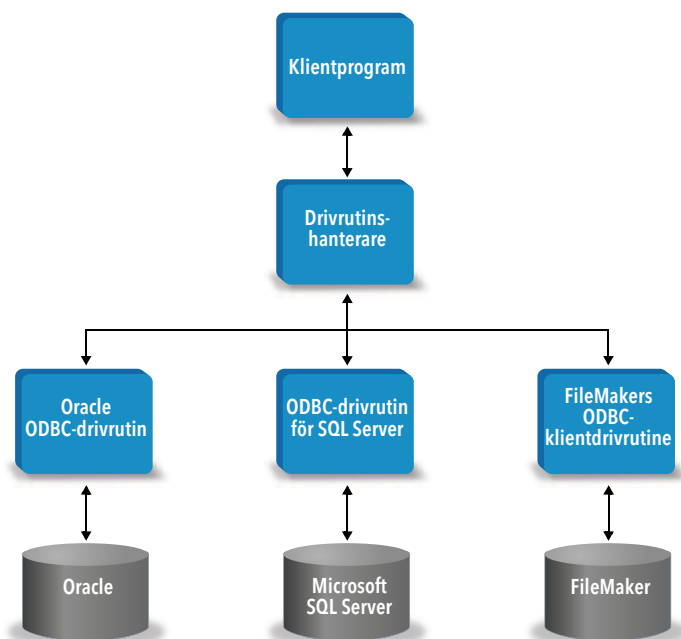 Klientprogram
Drivrutins-
hanterare
Oracle
ODBC-drivrutin
ODBC-drivrutin
för SQL Server
FileMakers
ODBC-
klientdrivrutine
Oracle
Microsoft
SQL Server
FileMaker